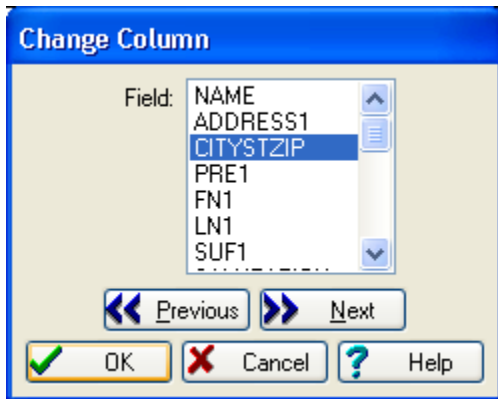 Change Column
Field:
NAME
ADDRESS1
CITYSTZIP
PRE1
FN1
LN1
SUF1
Previous
Next
OK
Cancel
Help